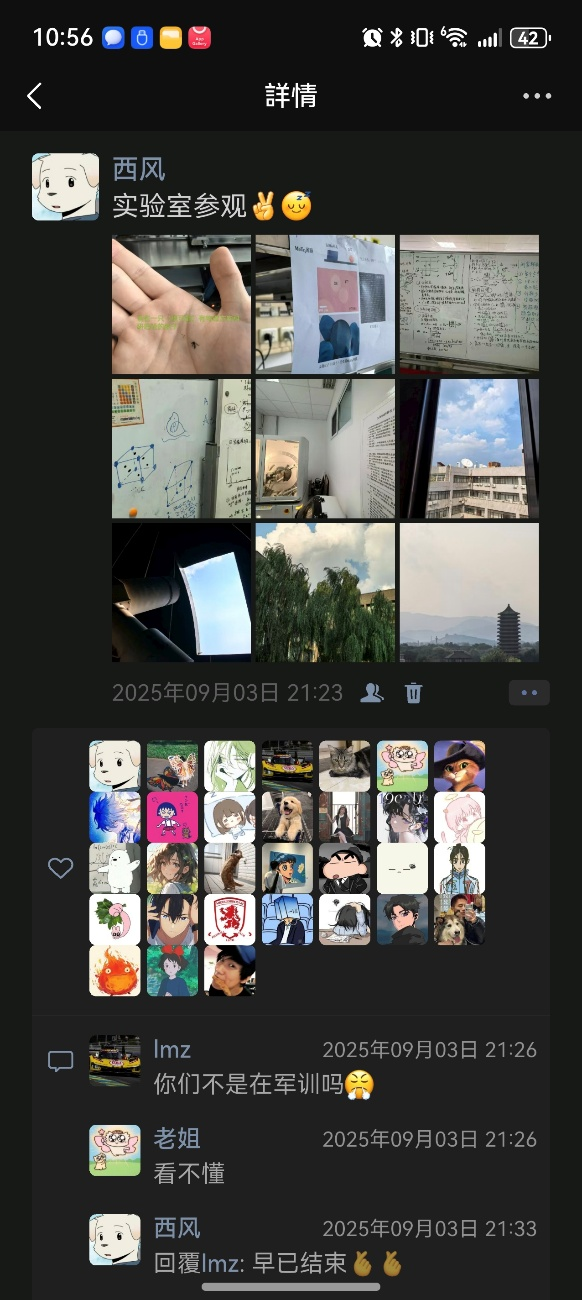 10:56
42
詳情
西风
实验室参观✌😴
2025年09月03日 21:23
lmz
2025年09月03日 21:26
你们不是在军训吗😤
老姐
2025年09月03日 21:26
看不懂
西风
2025年09月03日 21:33
回覆lmz: 早已结束🫰🫰